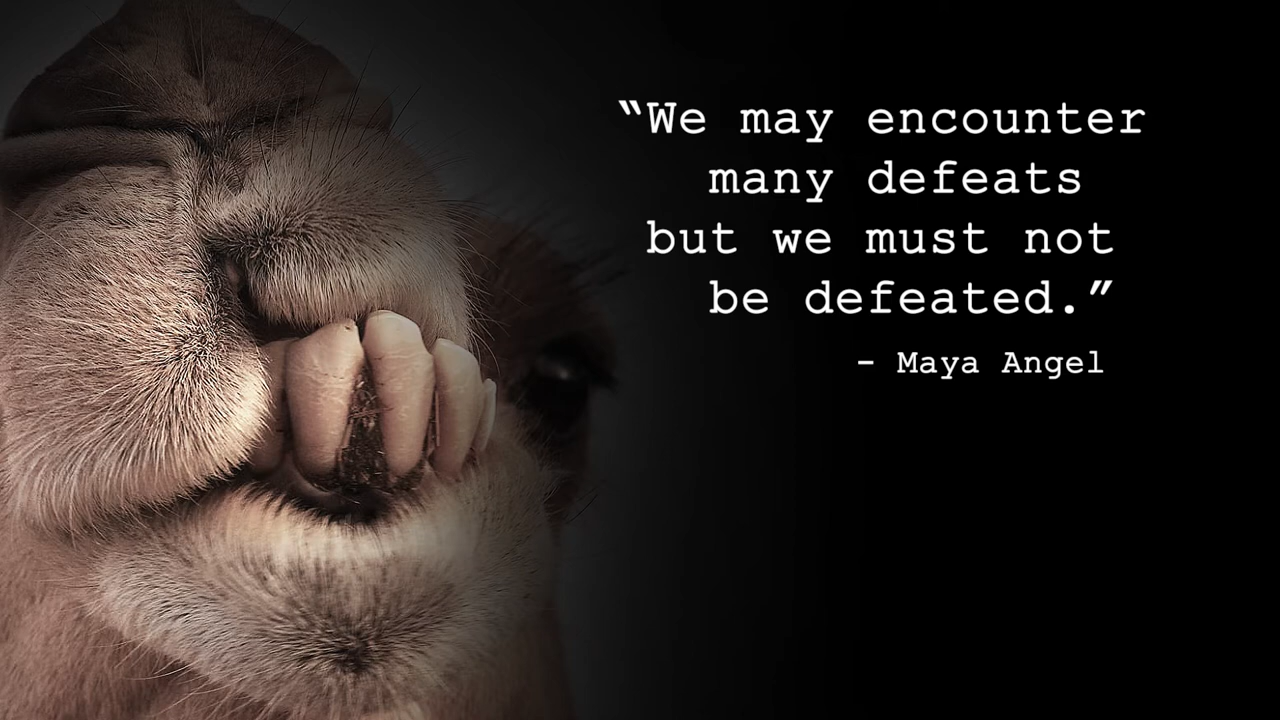 “We may encounter
many defeats
but we must not
be defeated.”
- Maya Angel